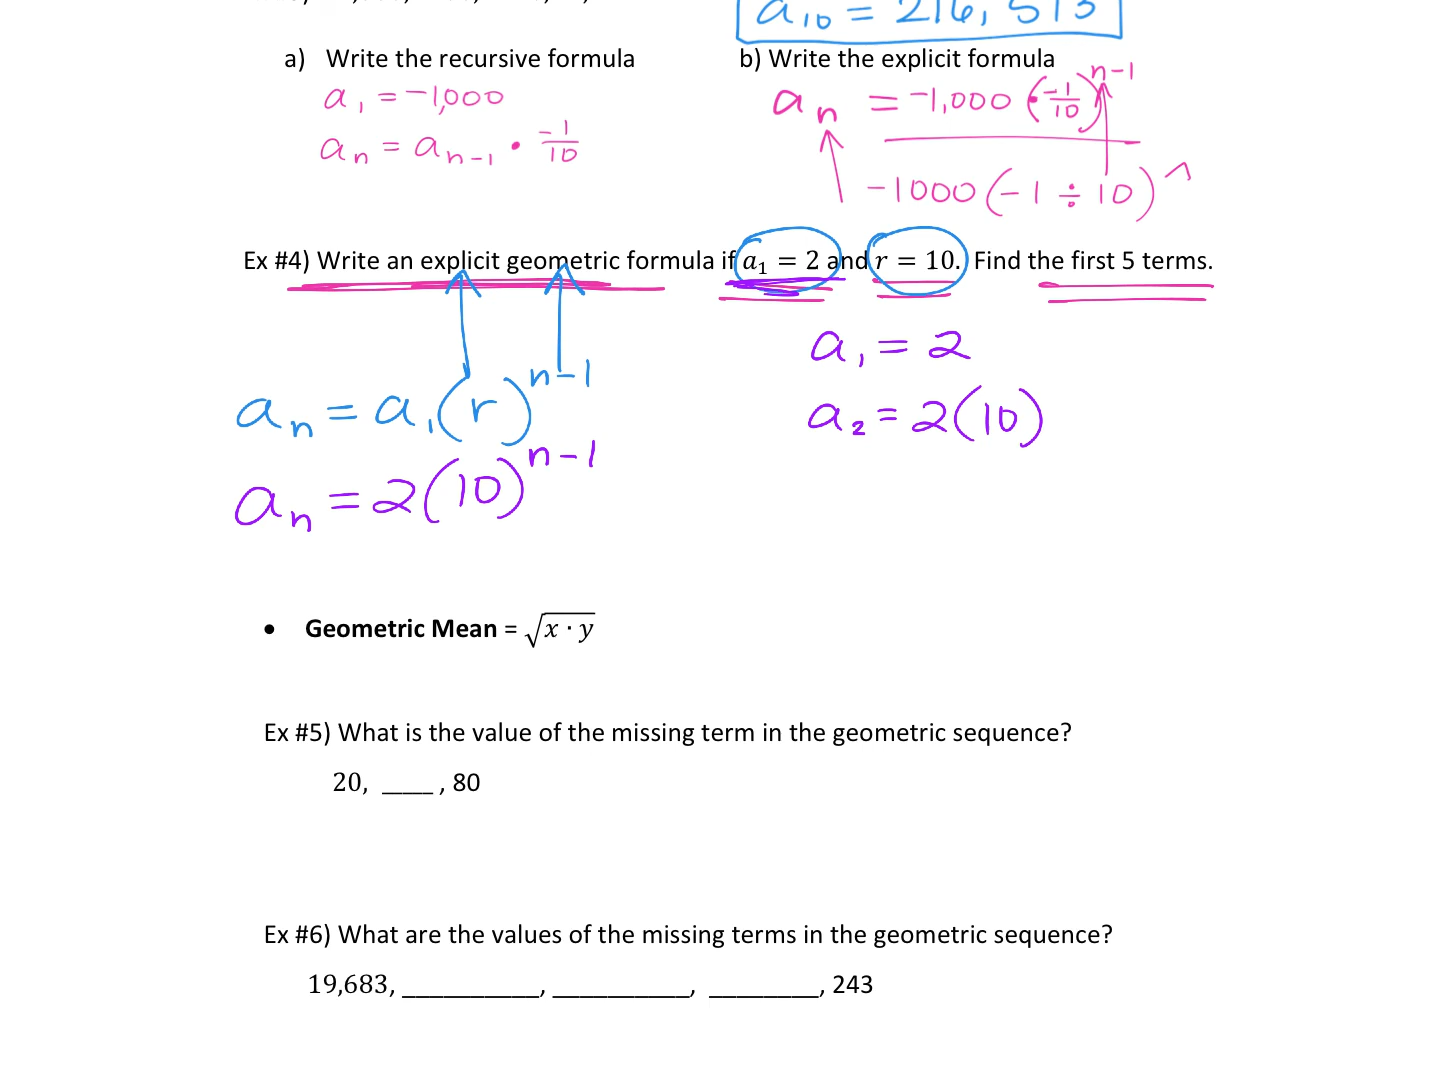 a₁₀ = 216,513
a) Write the recursive formula
b) Write the explicit formula
a₁ = -1,000
aₙ = aₙ₋₁ • -1/10
aₙ = -1,000 (-1/10)ⁿ⁻¹
-1000(-1 ÷ 10)^
Ex #4) Write an explicit geometric formula if a₁ = 2 and r = 10. Find the first 5 terms.
aₙ = a₁(r)ⁿ⁻¹
aₙ = 2(10)ⁿ⁻¹
a₁ = 2
a₂ = 2(10)
• Geometric Mean = √x · y
Ex #5) What is the value of the missing term in the geometric sequence?
20, ____ , 80
Ex #6) What are the values of the missing terms in the geometric sequence?
19,683, __________, __________, ________, 243